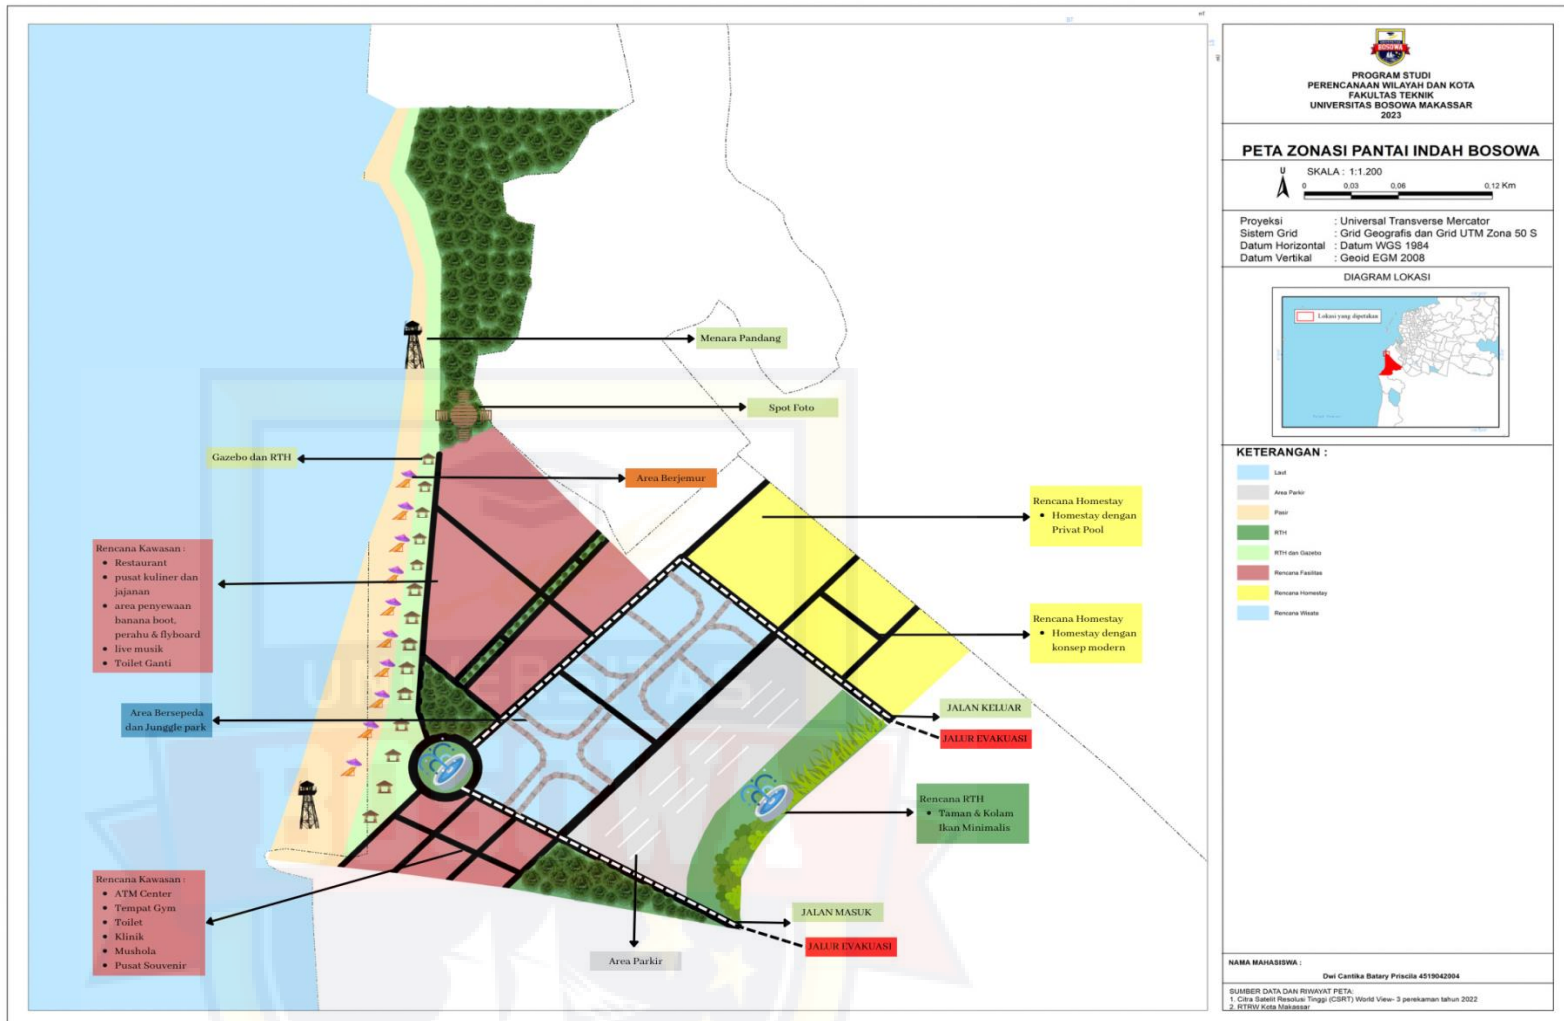 BOSOWA
PROGRAM STUDI
PERENCANAAN WILAYAH DAN KOTA
FAKULTAS TEKNIK
UNIVERSITAS BOSOWA MAKASSAR
2023
PETA ZONASI PANTAI INDAH BOSOWA
U
SKALA : 1:1.200
0 0,03 0,06 0,12 Km
Proyeksi : Universal Transverse Mercator
Sistem Grid : Grid Geografis dan Grid UTM Zona 50 S
Datum Horizontal : Datum WGS 1984
Datum Vertikal : Geoid EGM 2008
DIAGRAM LOKASI
Lokasi yang dipetakan
KETERANGAN :
Laut
Area Parkir
Pasir
RTH
RTH dan Gazebo
Rencana Fasilitas
Rencana Homestay
Rencana Wisata
NAMA MAHASISWA :
Dwi Cantika Batary Priscila 4519042004
SUMBER DATA DAN RIWAYAT PETA:
1. Citra Satelit Resolusi Tinggi (CSRT) World View- 3 perekaman tahun 2022
2. RTRW Kota Makassar
Menara Pandang
Spot Foto
Gazebo dan RTH
Area Berjemur
Rencana Homestay
• Homestay dengan
Privat Pool
Rencana Kawasan :
• Restaurant
• pusat kuliner dan
jajanan
• area penyewaan
banana boot,
perahu & flyboard
• live musik
• Toilet Ganti
Rencana Homestay
• Homestay dengan
konsep modern
Area Bersepeda
dan Junggle park
JALAN KELUAR
JALUR EVAKUASI
Rencana RTH
• Taman & Kolam
Ikan Minimalis
Rencana Kawasan :
• ATM Center
• Tempat Gym
• Toilet
• Klinik
• Mushola
• Pusat Souvenir
JALAN MASUK
JALUR EVAKUASI
Area Parkir
UNIVERSITAS
BOSOWA